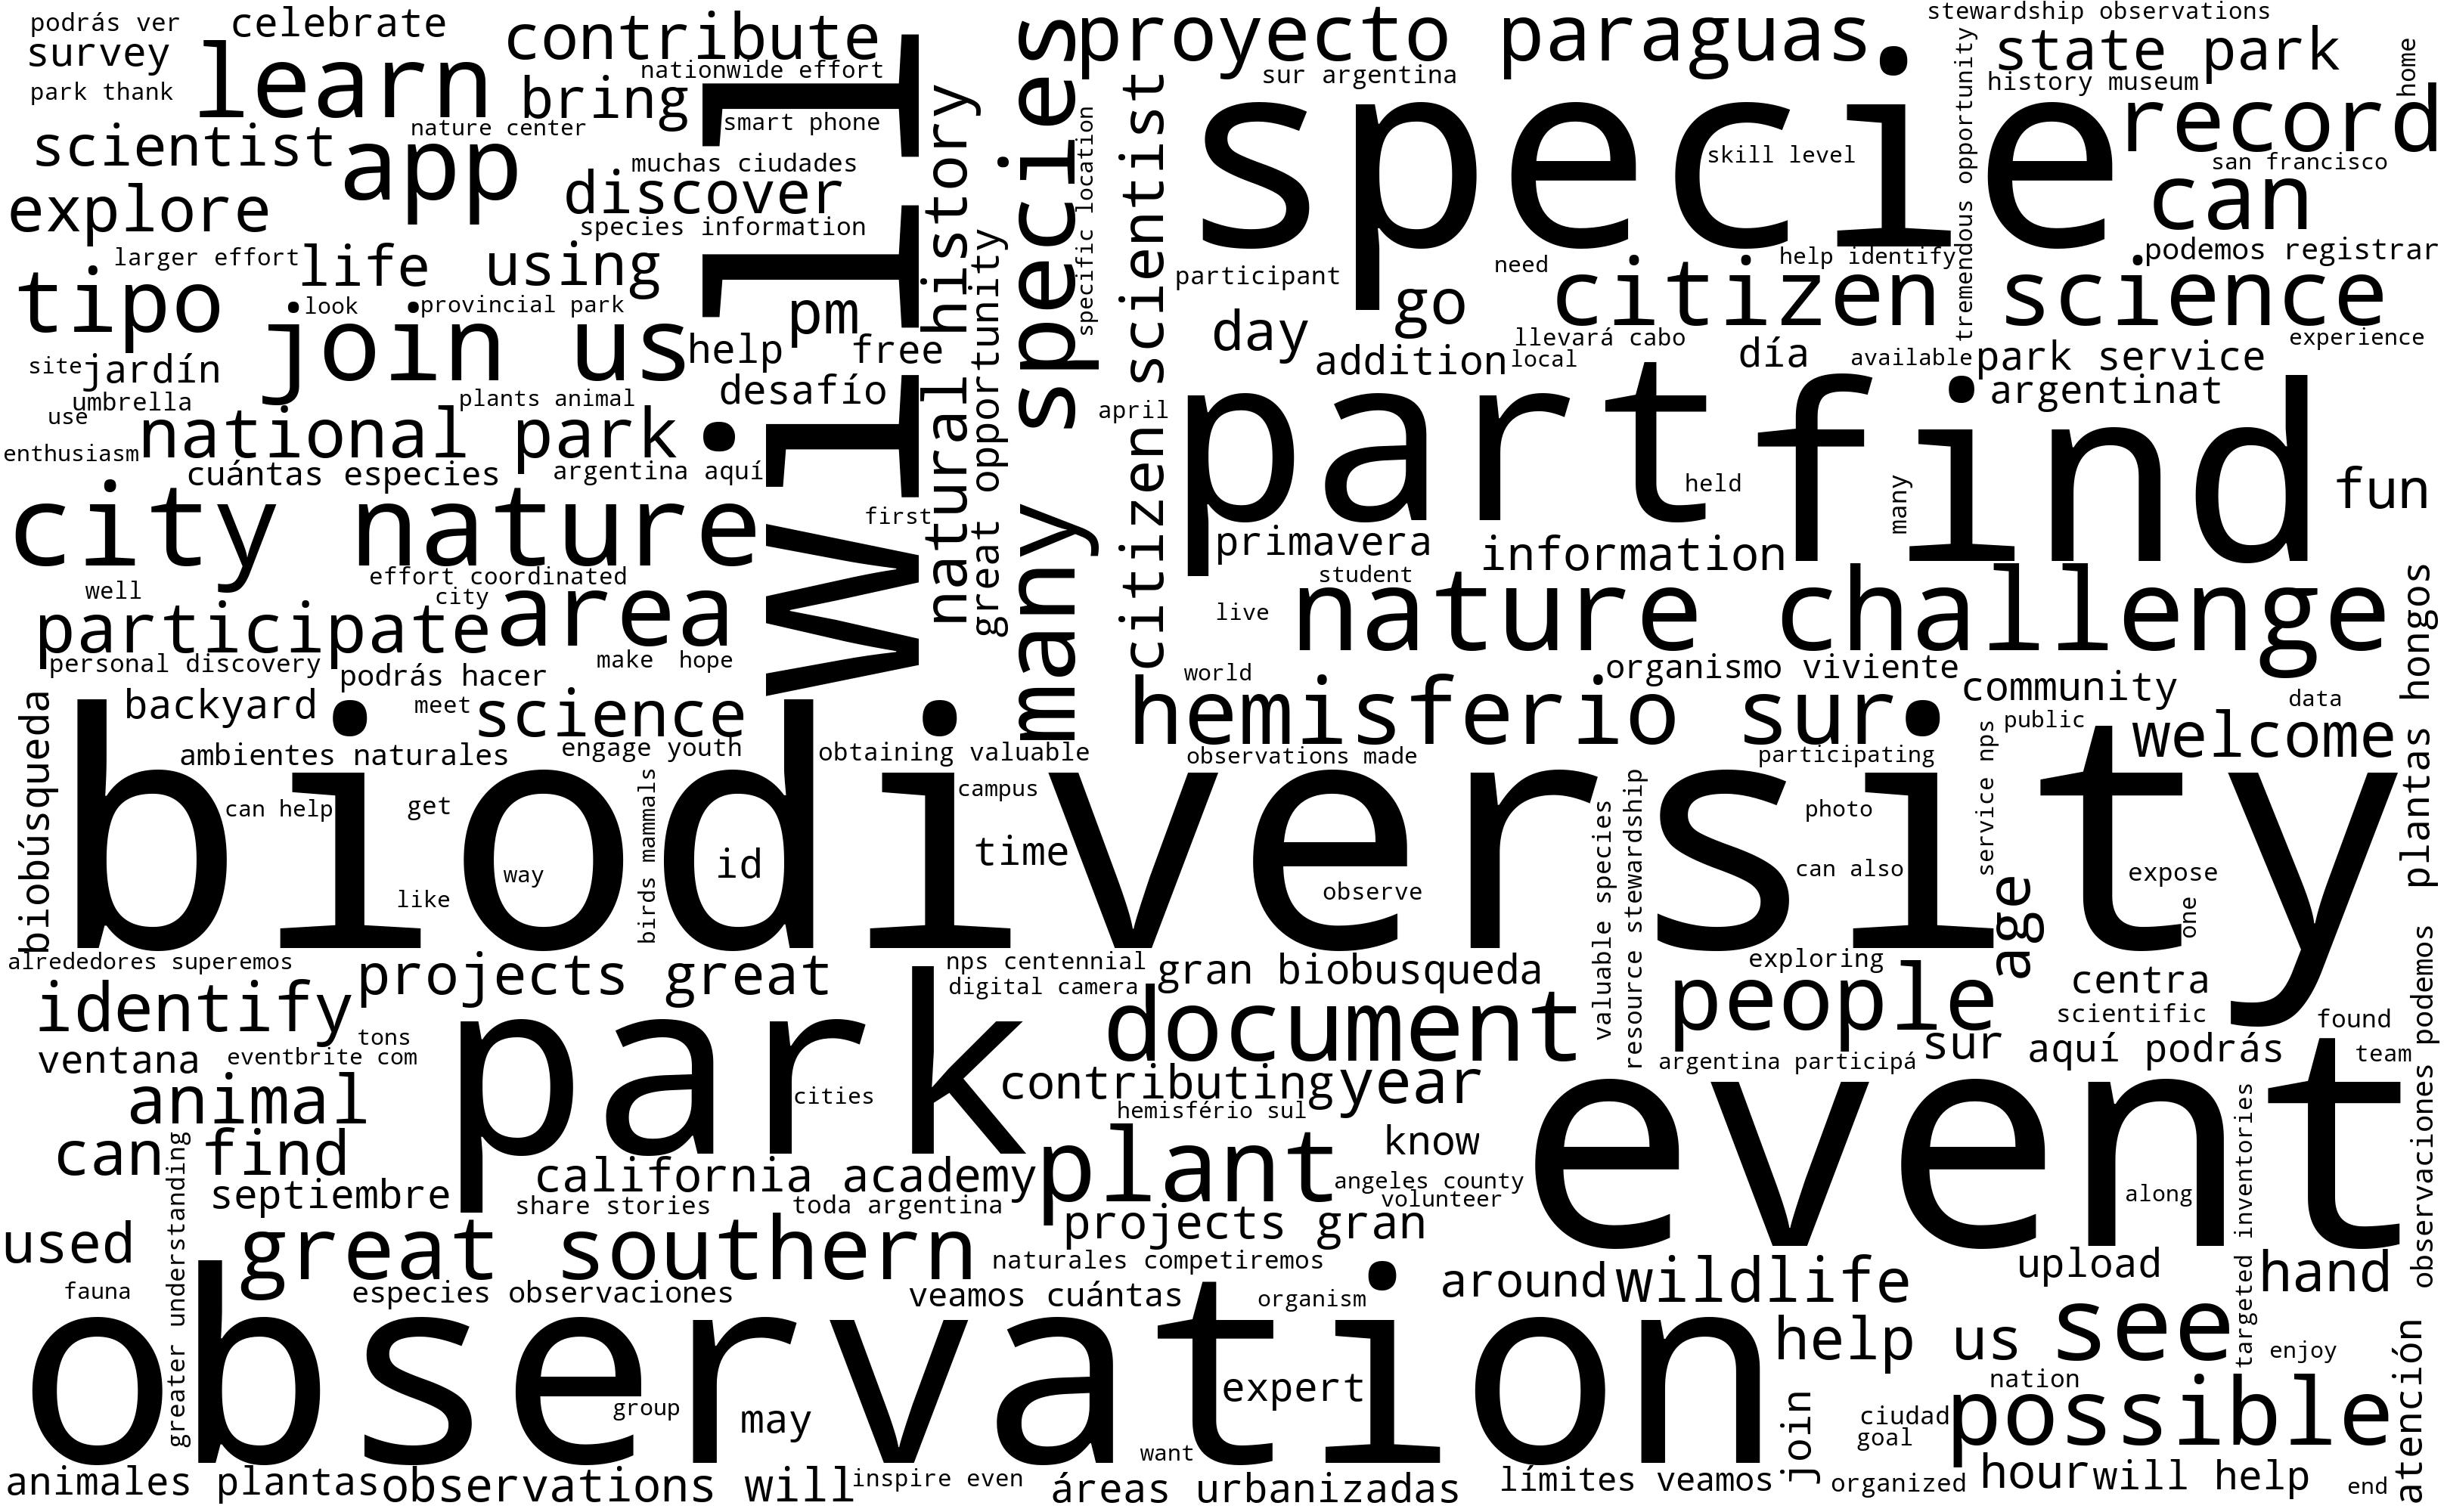 podrás ver
celebrate
contribute
proyecto paraguas
stewardship observations
survey
learn
nationwide effort
sur argentina
state park
park thank
bring
history museum
home
scientist
nature center
smart phone
specie
record
app
muchas ciudades
skill level
san francisco
explore
discover
can
species information
larger effort
life
using
participant
need
help identify
podemos registrar
tipo
look
provincial park
pm
go
citizen science
join us
help
free
day
llevará cabo
día
available
park service
experience
site
jardín
desafío
addition
local
argentinat
umbrella
plants animal
april
use
national park
part
find
enthusiasm
cuántas especies
argentina aquí
held
many
fun
city nature
first
will
natural history
great opportunity
many species
specific location
citizen scientist
tremendous opportunity
primavera
information
effort coordinated
student
well
city
area
live
nature challenge
participate
personal discovery
make
hope
podrás hacer
world
organismo viviente
backyard
meet
science
hemisferio sur
community
data
plantas hongos
public
welcome
ambientes naturales
engage youth
obtaining valuable
observations made
participating
service nps
biobúsqueda
biodiversity
can help
get
birds mammals
campus
photo
time
id
way
like
observe
can also
expose
one
valuable species
resource stewardship
age
alrededores superemos
projects great
nps centennial
gran biobusqueda
exploring
digital camera
people
centra
identify
tons
document
scientific
found
ventana
eventbrite com
park
argentina participá
sur
aquí podrás
team
observaciones podemos
animal
cities
contributing
year
hemisférico sul
event
can find
know
plant
california academy
angeles county
volunteer
along
septiembre
share stories
toda argentina
projects gran
greater understanding
targeted inventories
used
great southern
naturales competiremos
around
wildlife
upload
hand
fauna
especies observaciones
veamos cuántas
organism
observation
help us
see
enjoy
expert
nation
group
may
possible
join
ciudad
goal
atención
want
animales plantas
observations will
inspire even
áreas urbanizadas
límites veamos
organized
hour
will help
end